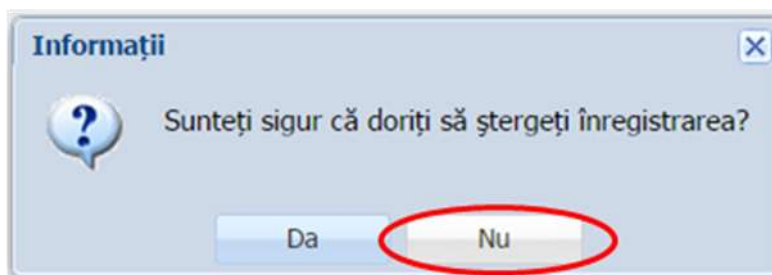 Informații
Sunteți sigur că doriți să ștergeți înregistrarea?
Da Nu